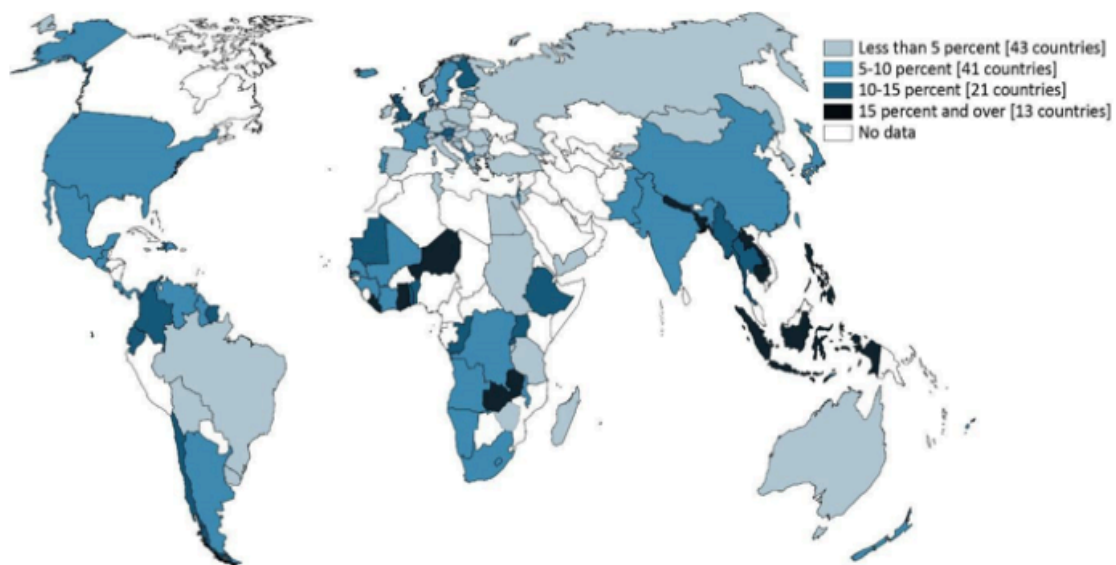 Less than 5 percent [43 countries]
5-10 percent [41 countries]
10-15 percent [21 countries]
15 percent and over [13 countries]
No data